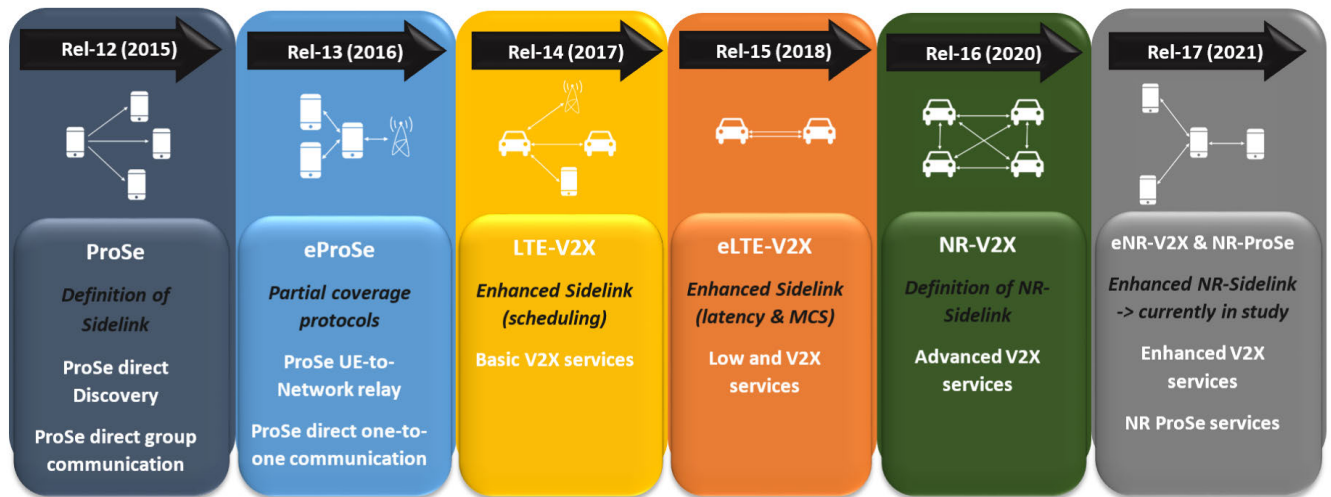 Rel-12 (2015)
Rel-13 (2016)
Rel-14 (2017)
Rel-15 (2018)
Rel-16 (2020)
Rel-17 (2021)
ProSe
Definition of
Sidelink
ProSe direct
Discovery
ProSe direct group
communication
eProSe
Partial coverage
protocols
ProSe UE-to-
Network relay
ProSe direct one-to-
one communication
LTE-V2X
Enhanced Sidelink
(scheduling)
Basic V2X services
eLTE-V2X
Enhanced Sidelink
(latency & MCS)
Low and V2X
services
NR-V2X
Definition of NR-
Sidelink
Advanced V2X
services
eNR-V2X & NR-ProSe
Enhanced NR-Sidelink
-> currently in study
Enhanced V2X
services
NR ProSe services